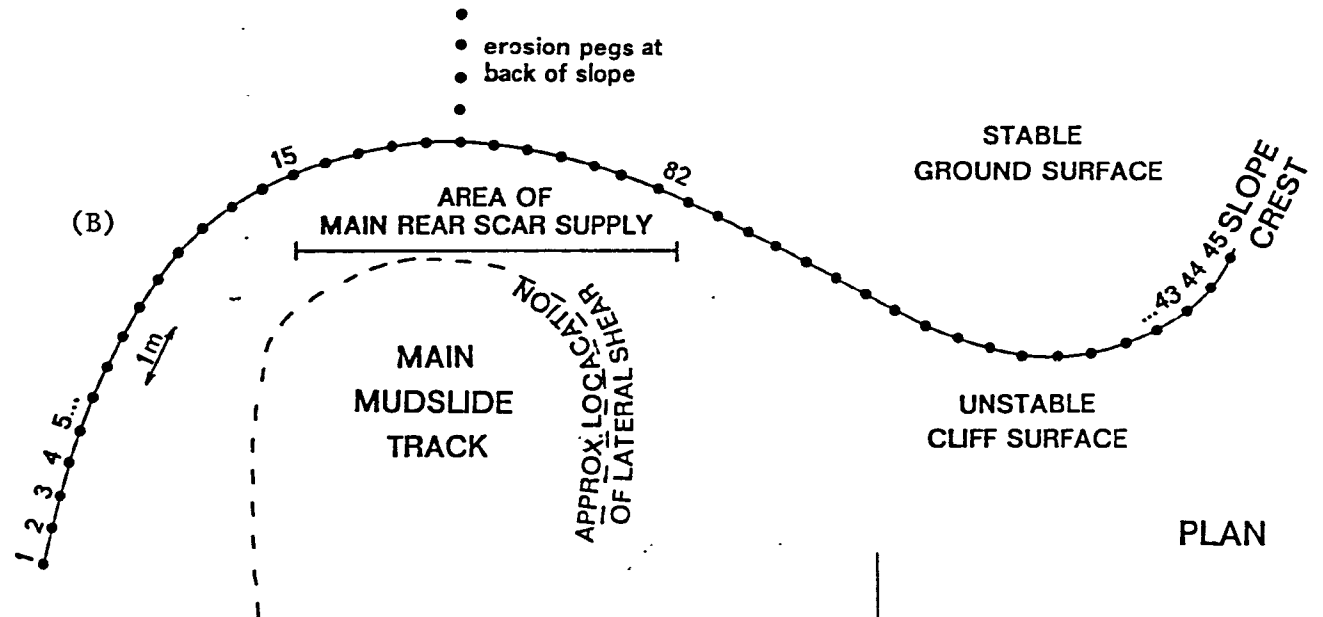 erosion pegs at
back of slope
STABLE
GROUND SURFACE
15
82
AREA OF
MAIN REAR SCAR SUPPLY
(B)
SLOPE
CREST
...43 44 45
1m
MAIN
MUDSLIDE
TRACK
APPROX. LOCACATION
OF LATERAL SHEAR
UNSTABLE
CLIFF SURFACE
1 2 3 4 5...
PLAN